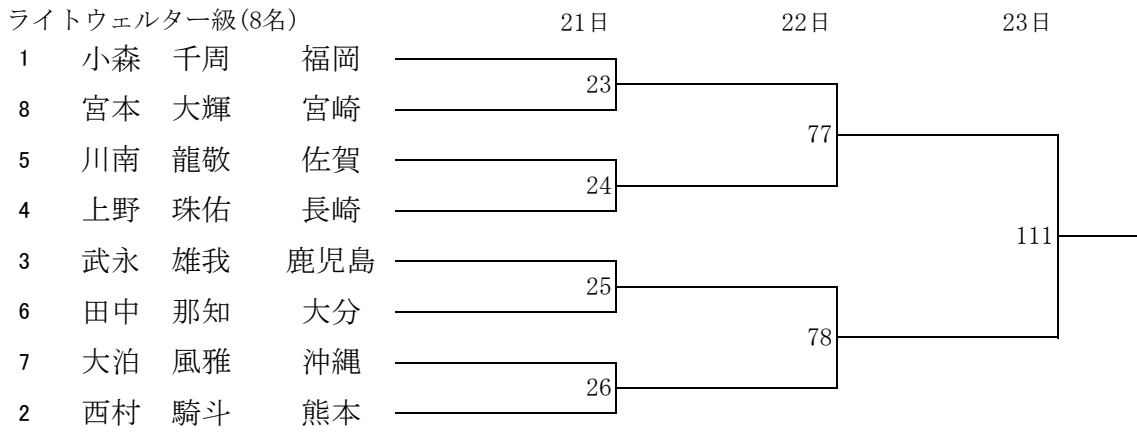 ライトウェルター級(8名) 21日 22日 23日
1 小森 千周 福岡
23
8 宮本 大輝 宮崎
77
5 川南 龍敬 佐賀
24
4 上野 珠佑 長崎
111
3 武永 雄我 鹿児島
25
6 田中 那知 大分
78
7 大泊 風雅 沖縄
26
2 西村 騎斗 熊本